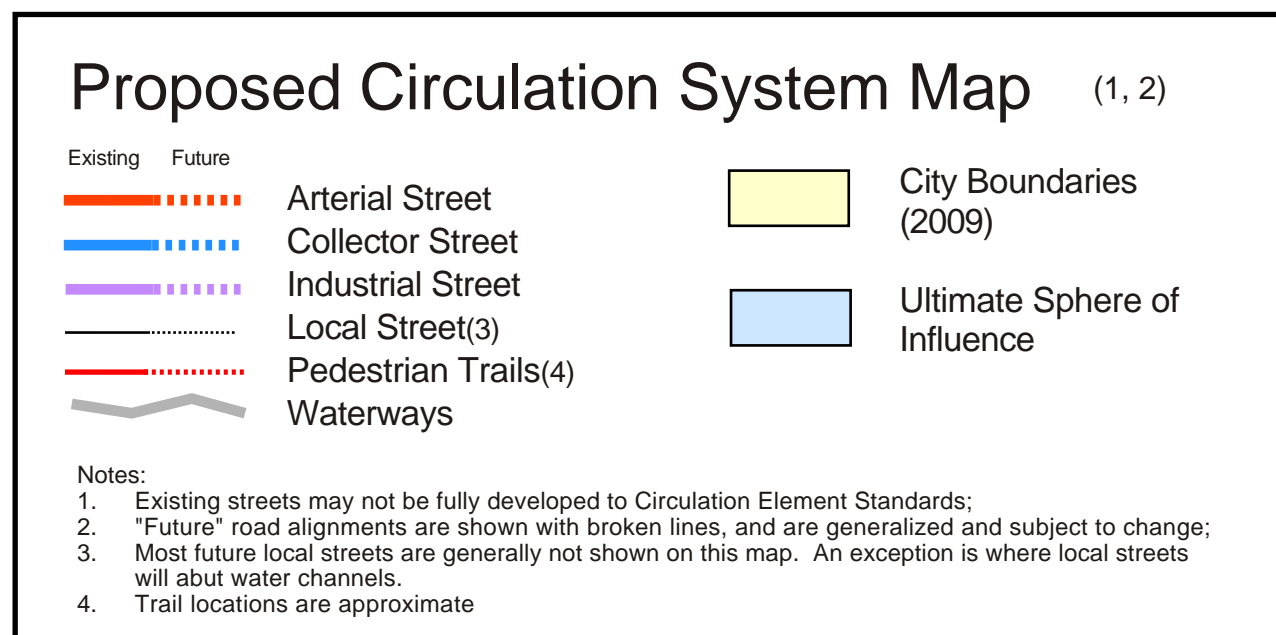 Proposed Circulation System Map (1, 2)
Existing Future
Arterial Street
Collector Street
Industrial Street
Local Street(3)
Pedestrian Trails(4)
Waterways
City Boundaries
(2009)
Ultimate Sphere of
Influence
Notes:
1. Existing streets may not be fully developed to Circulation Element Standards;
2. "Future" road alignments are shown with broken lines, and are generalized and subject to change;
3. Most future local streets are generally not shown on this map. An exception is where local streets
will abut water channels.
4. Trail locations are approximate